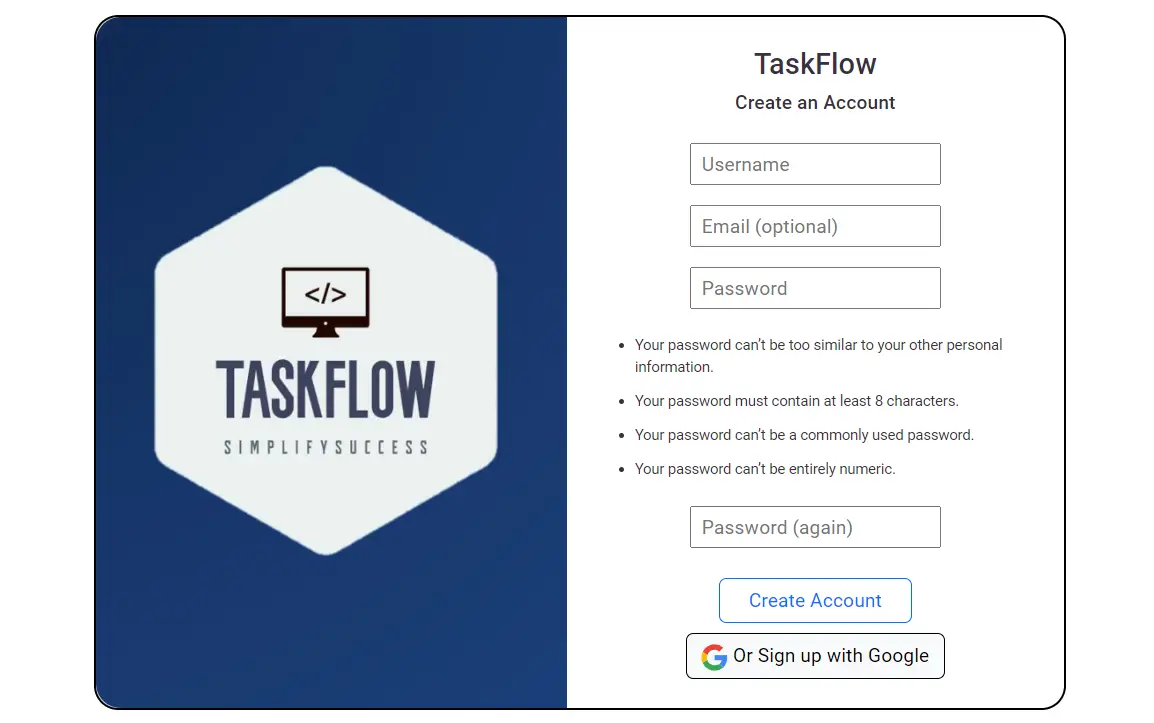 </>
TASKFLOW
SIMPLIFYSUCCESS
TaskFlow
Create an Account
Username
Email (optional)
Password
• Your password can’t be too similar to your other personal
information.
• Your password must contain at least 8 characters.
• Your password can’t be a commonly used password.
• Your password can’t be entirely numeric.
Password (again)
Create Account
Or Sign up with Google